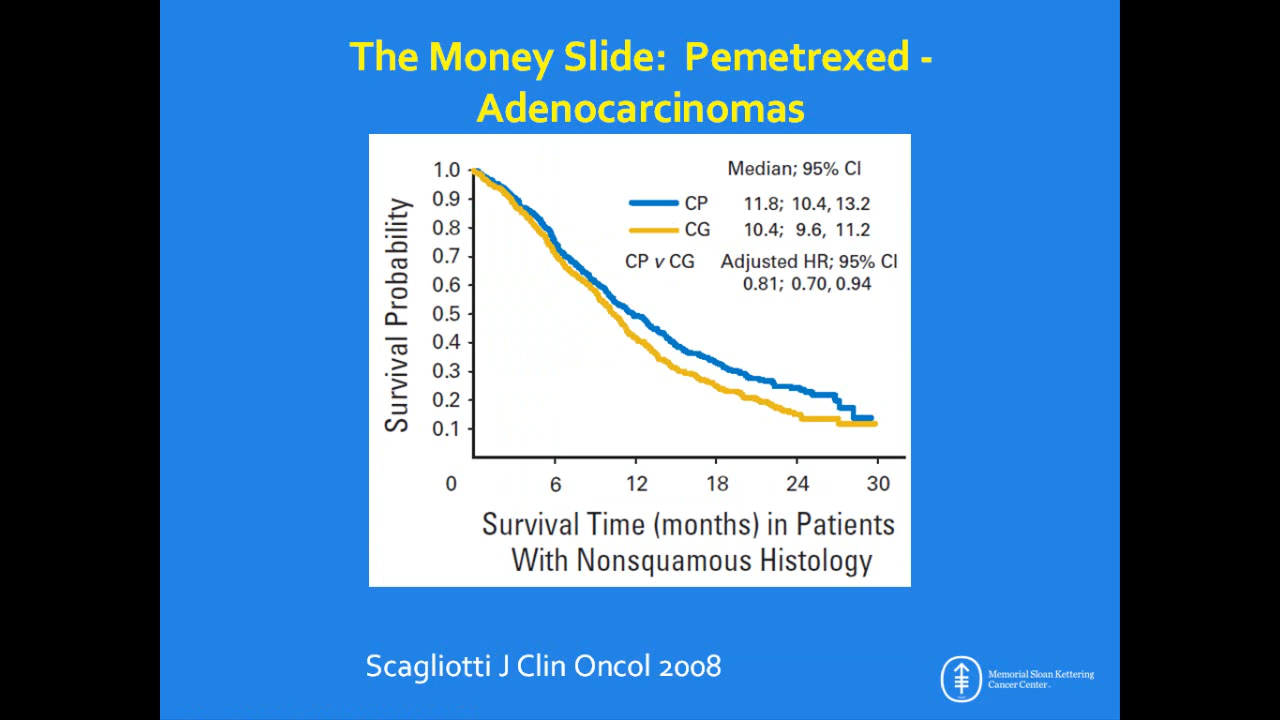 The Money Slide: Pemetrexed -
Adenocarcinomas
Median; 95% CI
CP 11.8; 10.4, 13.2
CG 10.4; 9.6, 11.2
CP v CG Adjusted HR; 95% CI
0.81; 0.70, 0.94
Survival Probability
1.0
0.9
0.8
0.7
0.6
0.5
0.4
0.3
0.2
0.1
0 6 12 18 24 30
Survival Time (months) in Patients
With Nonsquamous Histology
Scagliotti J Clin Oncol 2008
Memorial Sloan Kettering
Cancer Center